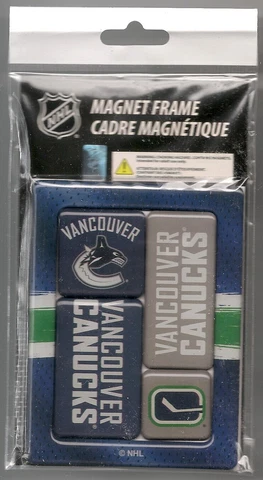 NHL
MAGNET FRAME
CADRE MAGNÉTIQUE
VANCOUVER
VANCOUVER
CANUCKS
VANCOUVER
CANUCKS
© NHL